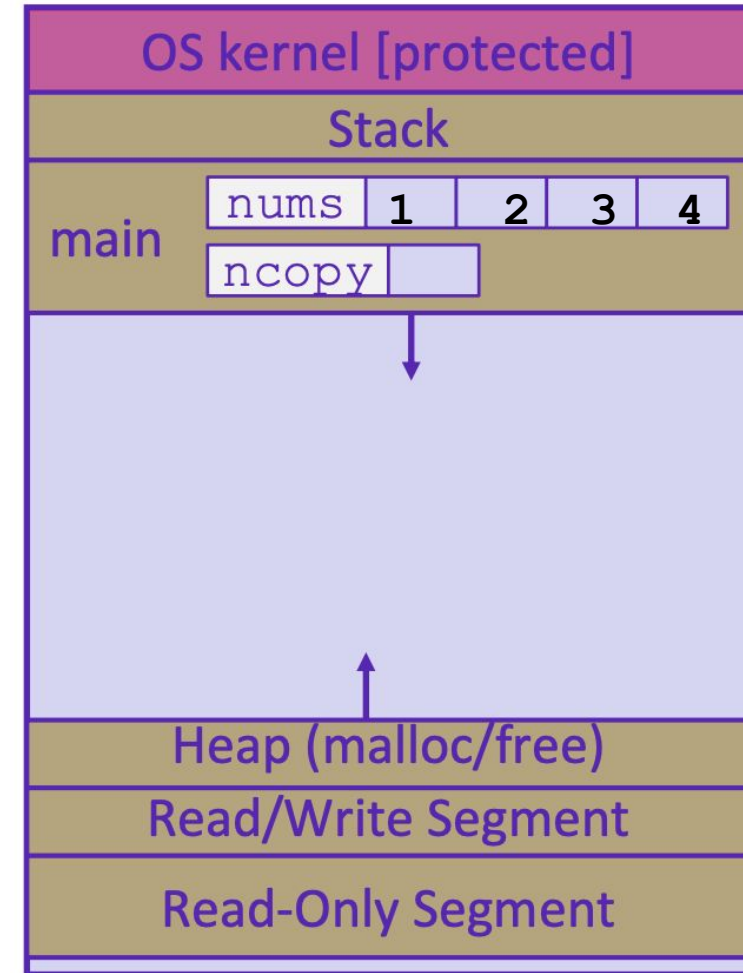 OS kernel [protected]
Stack
main
nums 1 2 3 4
ncopy
Heap (malloc/free)
Read/Write Segment
Read-Only Segment